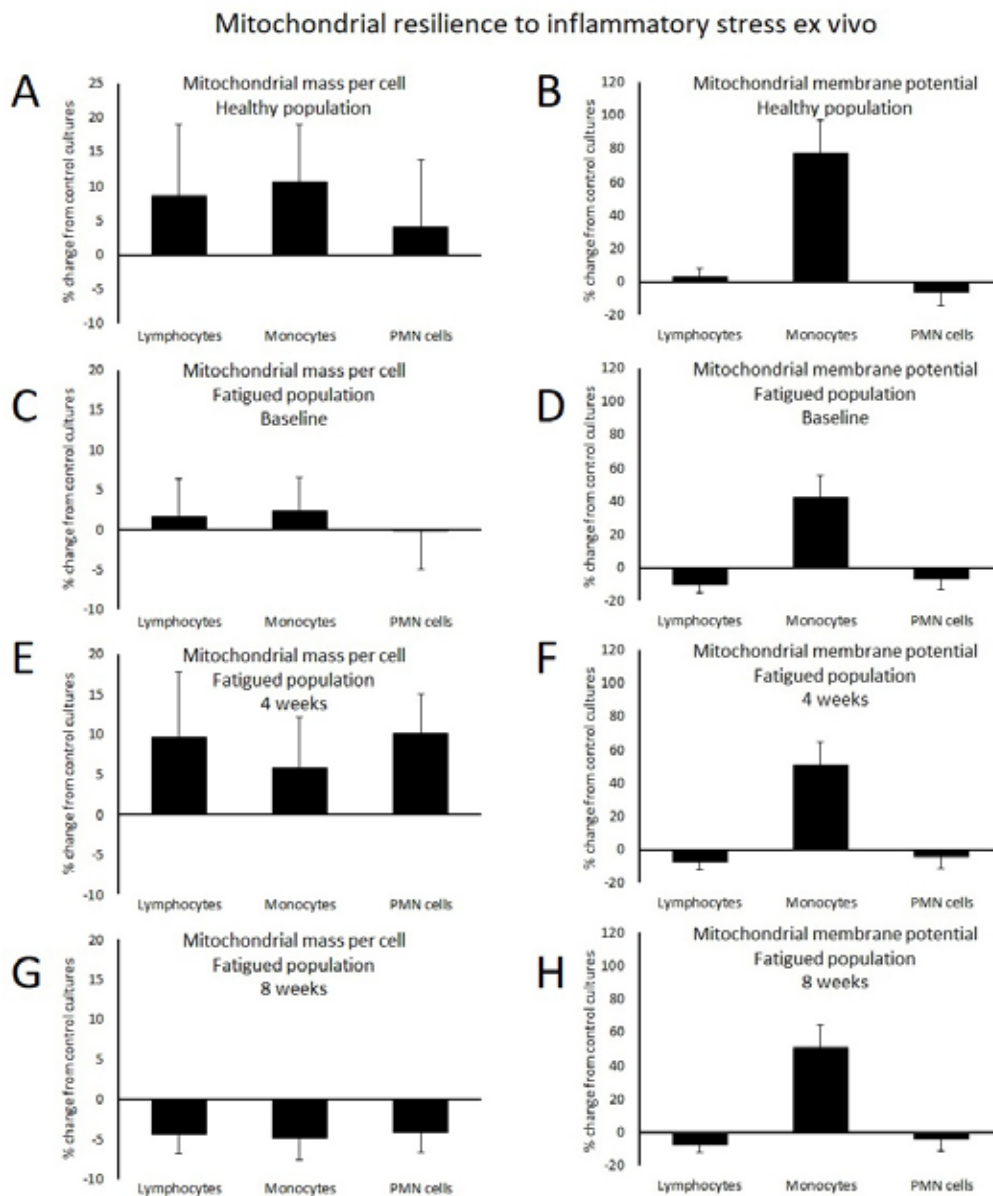 Mitochondrial resilience to inflammatory stress ex vivo
A
Mitochondrial mass per cell
Healthy population
% change from control cultures
25
20
15
10
5
0
-5
-10
Lymphocytes Monocytes PMN cells
B
Mitochondrial membrane potential
Healthy population
% change from control cultures
120
100
80
60
40
20
0
-20
Lymphocytes Monocytes PMN cells
C
Mitochondrial mass per cell
Fatigued population
Baseline
% change from control cultures
20
15
10
5
0
-5
-10
Lymphocytes Monocytes PMN cells
D
Mitochondrial membrane potential
Fatigued population
Baseline
% change from control cultures
120
100
80
60
40
20
0
-20
Lymphocytes Monocytes PMN cells
E
Mitochondrial mass per cell
Fatigued population
4 weeks
% change from control cultures
20
15
10
5
0
-5
-10
Lymphocytes Monocytes PMN cells
F
Mitochondrial membrane potential
Fatigued population
4 weeks
% change from control cultures
120
100
80
60
40
20
0
-20
Lymphocytes Monocytes PMN cells
G
Mitochondrial mass per cell
Fatigued population
8 weeks
% change from control cultures
20
15
10
5
0
-5
-10
Lymphocytes Monocytes PMN cells
H
Mitochondrial membrane potential
Fatigued population
8 weeks
% change from control cultures
120
100
80
60
40
20
0
-20
Lymphocytes Monocytes PMN cells